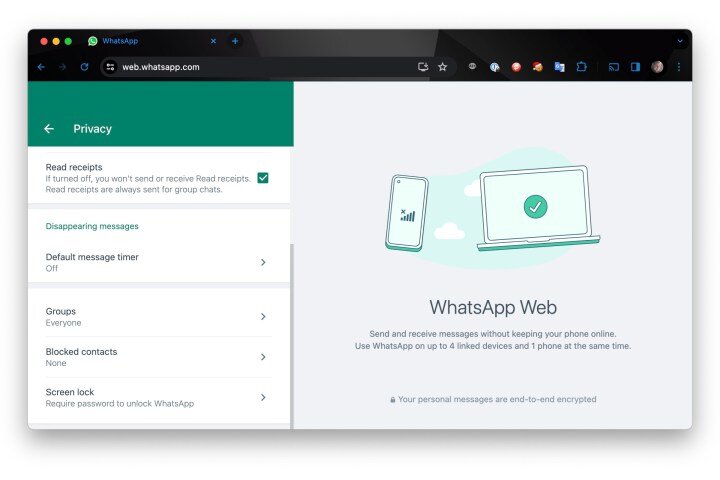 WhatsApp
web.whatsapp.com
Privacy
Read receipts
If turned off, you won't send or receive Read receipts.
Read receipts are always sent for group chats.
Disappearing messages
Default message timer
Off
Groups
Everyone
Blocked contacts
None
Screen lock
Require password to unlock WhatsApp
WhatsApp Web
Send and receive messages without keeping your phone online.
Use WhatsApp on up to 4 linked devices and 1 phone at the same time.
Your personal messages are end-to-end encrypted